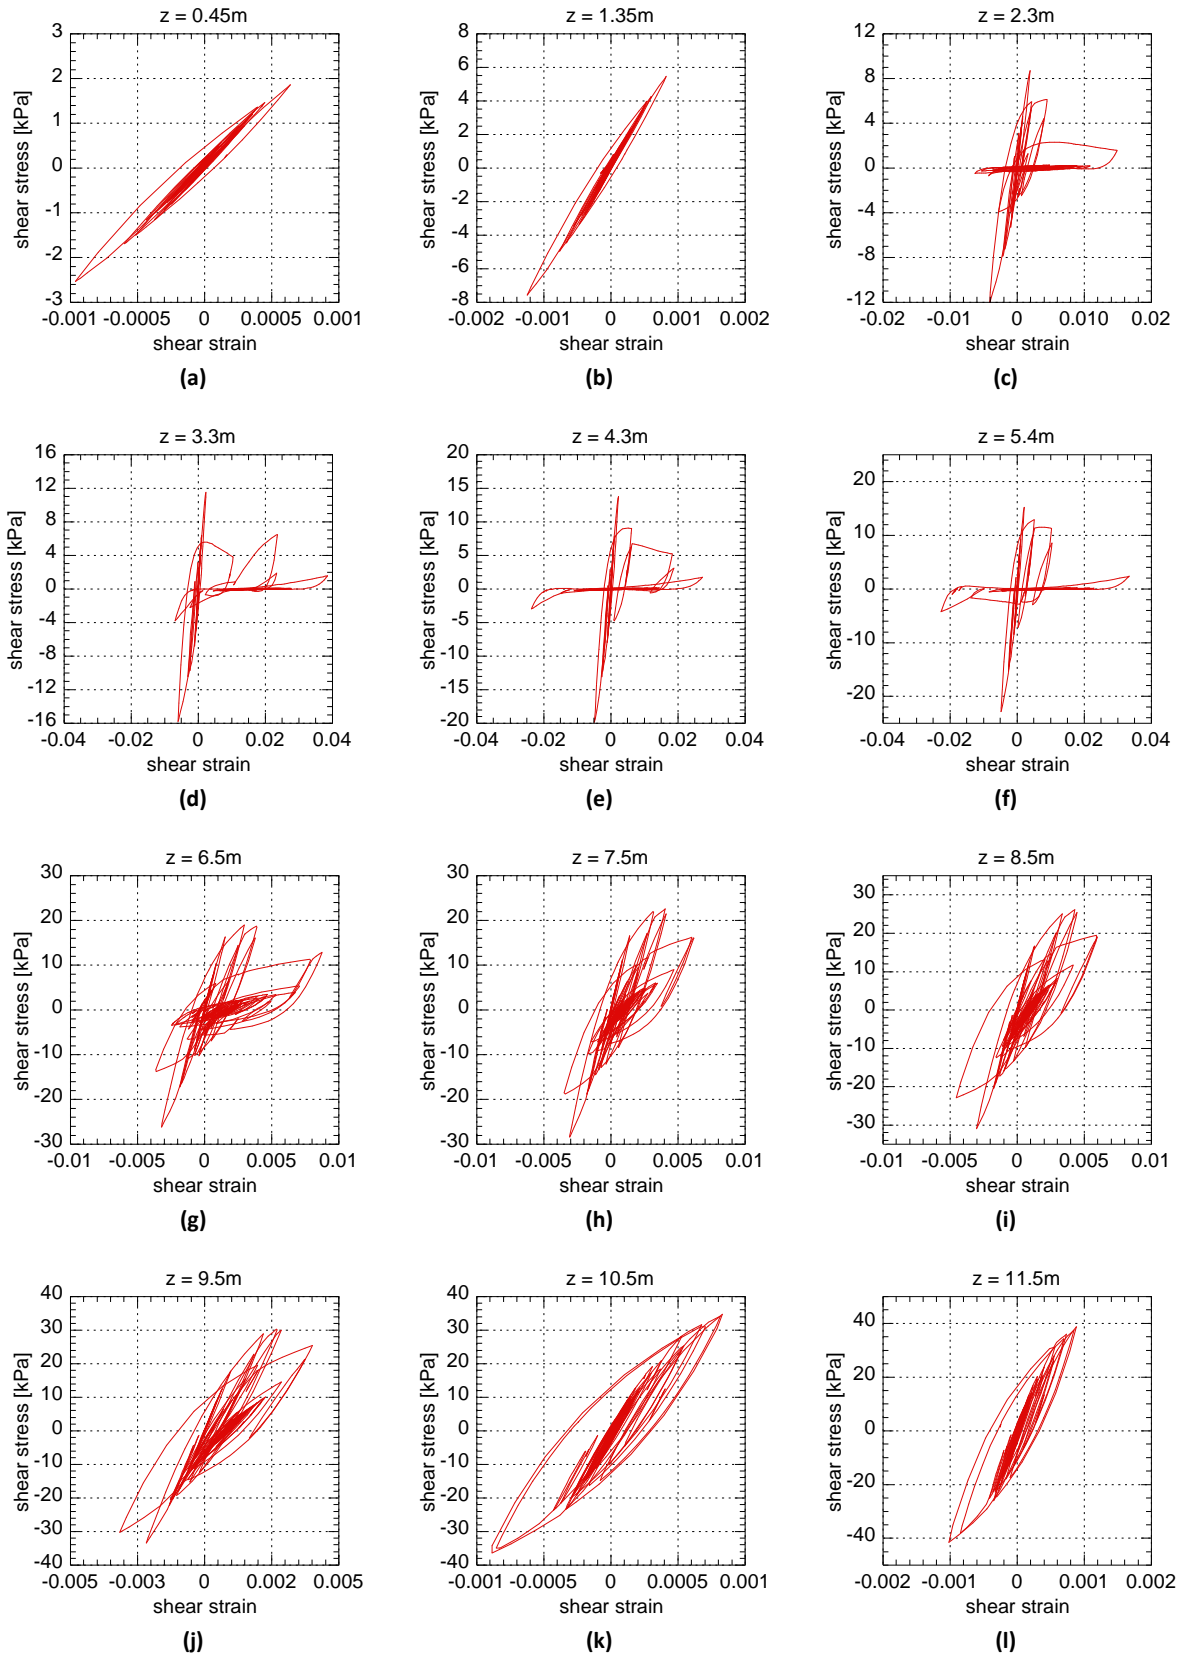 z = 0.45m
shear stress [kPa]
3
2
1
0
-1
-2
-3
-0.001 -0.0005 0 0.0005 0.001
shear strain
(a)
z = 1.35m
shear stress [kPa]
8
6
4
2
0
-2
-4
-6
-8
-0.002 -0.001 0 0.001 0.002
shear strain
(b)
z = 2.3m
shear stress [kPa]
12
8
4
0
-4
-8
-12
-0.02 -0.01 0 0.010 0.02
shear strain
(c)
z = 3.3m
shear stress [kPa]
16
12
8
4
0
-4
-8
-12
-16
-0.04 -0.02 0 0.02 0.04
shear strain
(d)
z = 4.3m
shear stress [kPa]
20
15
10
5
0
-5
-10
-15
-20
-0.04 -0.02 0 0.02 0.04
shear strain
(e)
z = 5.4m
shear stress [kPa]
20
10
0
-10
-20
-0.04 -0.02 0 0.02 0.04
shear strain
(f)
z = 6.5m
shear stress [kPa]
30
20
10
0
-10
-20
-30
-0.01 -0.005 0 0.005 0.01
shear strain
(g)
z = 7.5m
shear stress [kPa]
30
20
10
0
-10
-20
-30
-0.01 -0.005 0 0.005 0.01
shear strain
(h)
z = 8.5m
shear stress [kPa]
30
20
10
0
-10
-20
-30
-0.01 -0.005 0 0.005 0.01
shear strain
(i)
z = 9.5m
shear stress [kPa]
40
30
20
10
0
-10
-20
-30
-40
-0.005 -0.003 0 0.002 0.005
shear strain
(j)
z = 10.5m
shear stress [kPa]
40
30
20
10
0
-10
-20
-30
-40
-0.001 -0.0005 0 0.0005 0.001
shear strain
(k)
z = 11.5m
shear stress [kPa]
50
25
0
-25
-50
-0.002 -0.001 0 0.001 0.002
shear strain
(l)